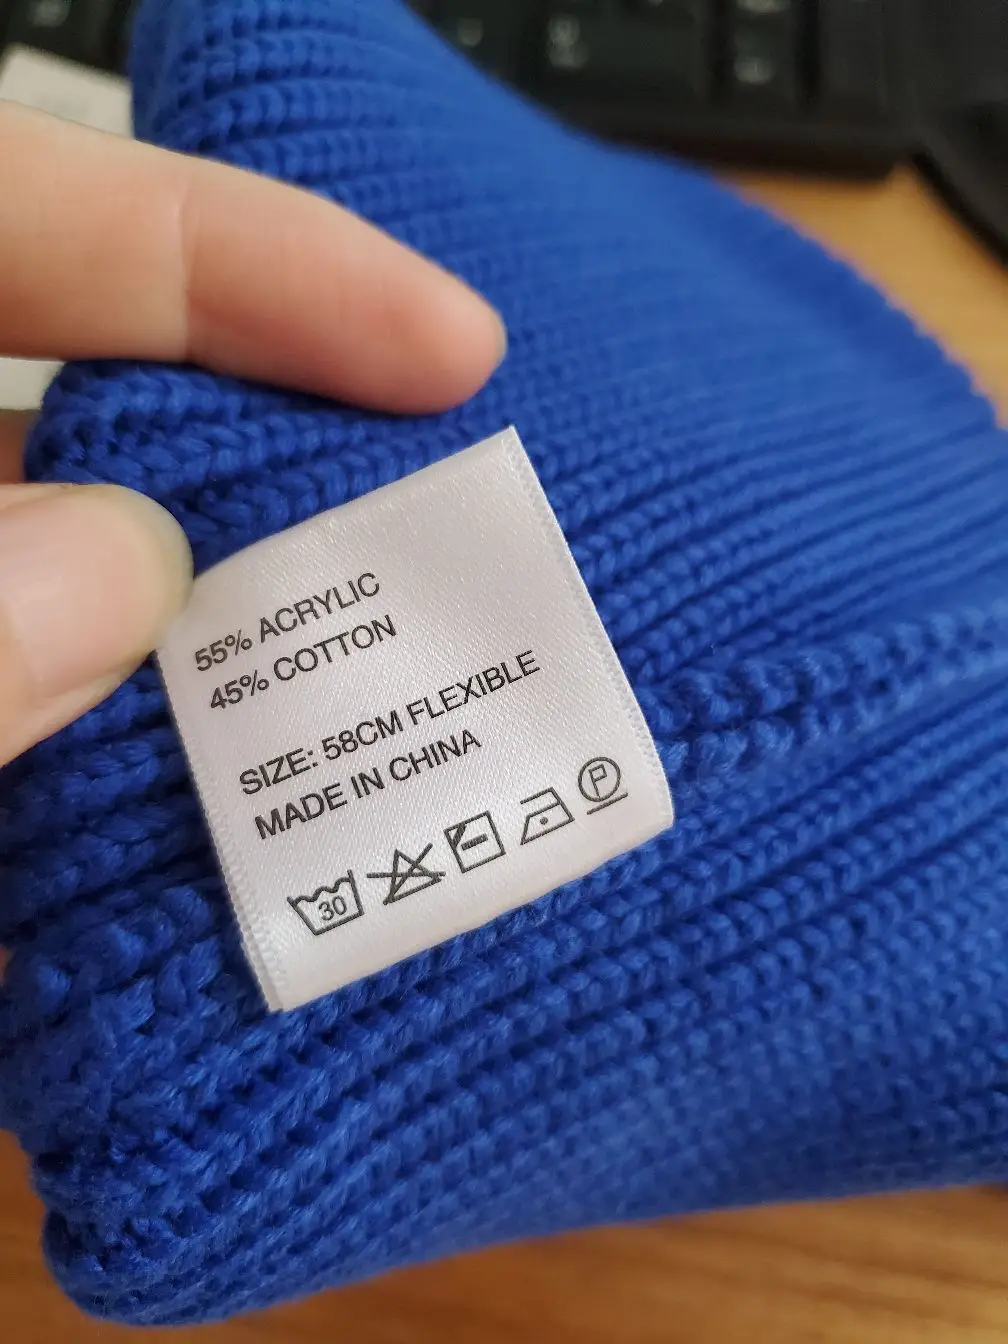 55% ACRYLIC
45% COTTON
SIZE: 58CM FLEXIBLE
MADE IN CHINA
30 P